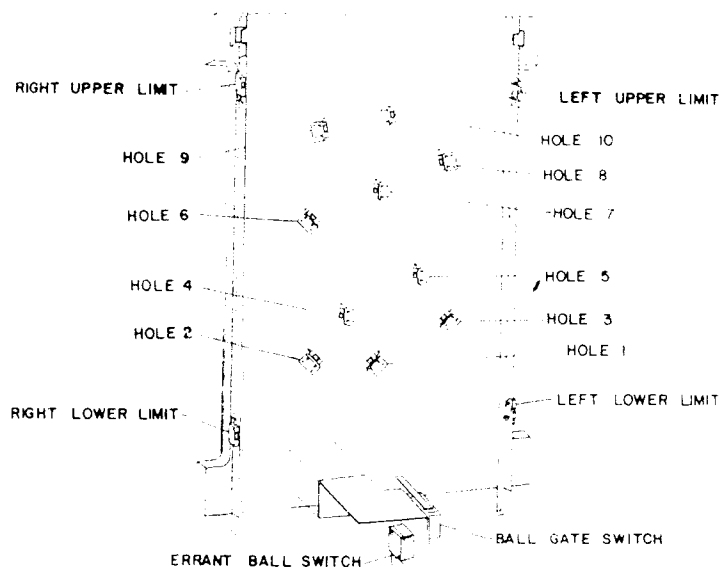 RIGHT UPPER LIMIT
LEFT UPPER LIMIT
HOLE 10
HOLE 9
HOLE 8
HOLE 6
HOLE 7
HOLE 5
HOLE 4
HOLE 3
HOLE 2
HOLE 1
RIGHT LOWER LIMIT
LEFT LOWER LIMIT
BALL GATE SWITCH
ERRANT BALL SWITCH